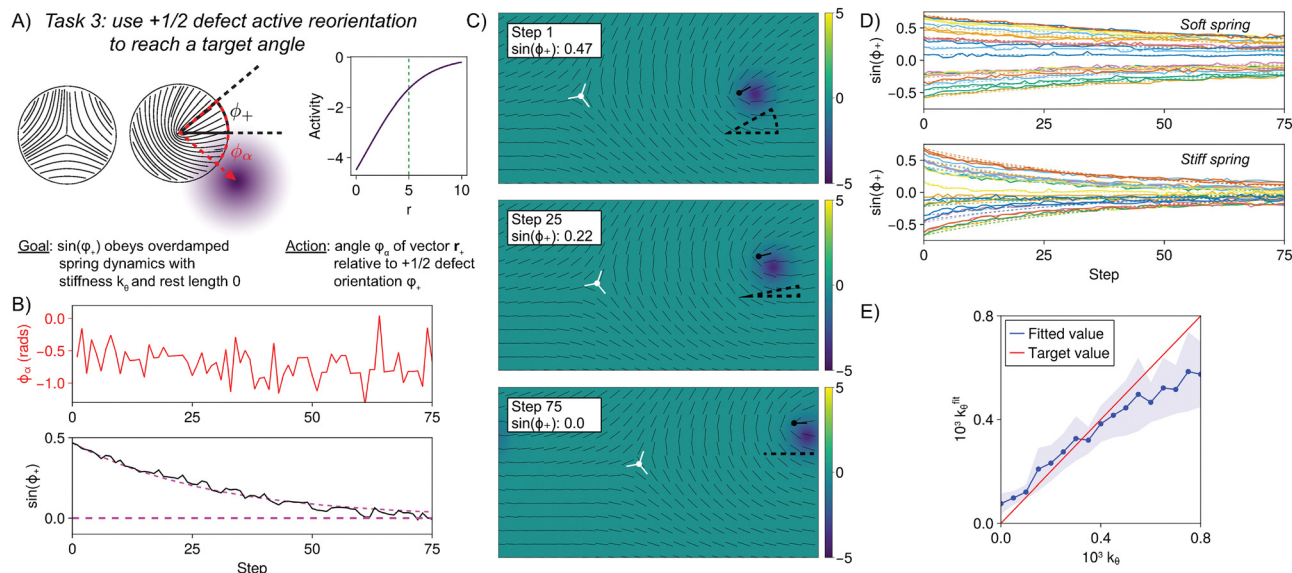 A) Task 3: use +1/2 defect active reorientation
to reach a target angle
ϕ₊
ϕα
Activity
0
−2
−4
0
5
10
r
Goal: sin(φ₊) obeys overdamped
spring dynamics with
stiffness kθ and rest length 0
Action: angle φα of vector r₊
relative to +1/2 defect
orientation φ₊
B)
ϕα (rads)
0.0
−0.5
−1.0
0
25
50
75
sin(ϕ₊)
0.5
0.0
0
25
50
75
Step
C)
Step 1
sin(ϕ₊): 0.47
5
0
−5
Step 25
sin(ϕ₊): 0.22
5
0
−5
Step 75
sin(ϕ₊): 0.0
5
0
−5
D)
Soft spring
sin(ϕ₊)
0.5
0.0
−0.5
0
25
50
75
Stiff spring
sin(ϕ₊)
0.5
0.0
−0.5
0
25
50
75
Step
E)
Fitted value
Target value
10³ kθᶠⁱᵗ
0.8
0.4
0.0
0.0
0.4
0.8
10³ kθ